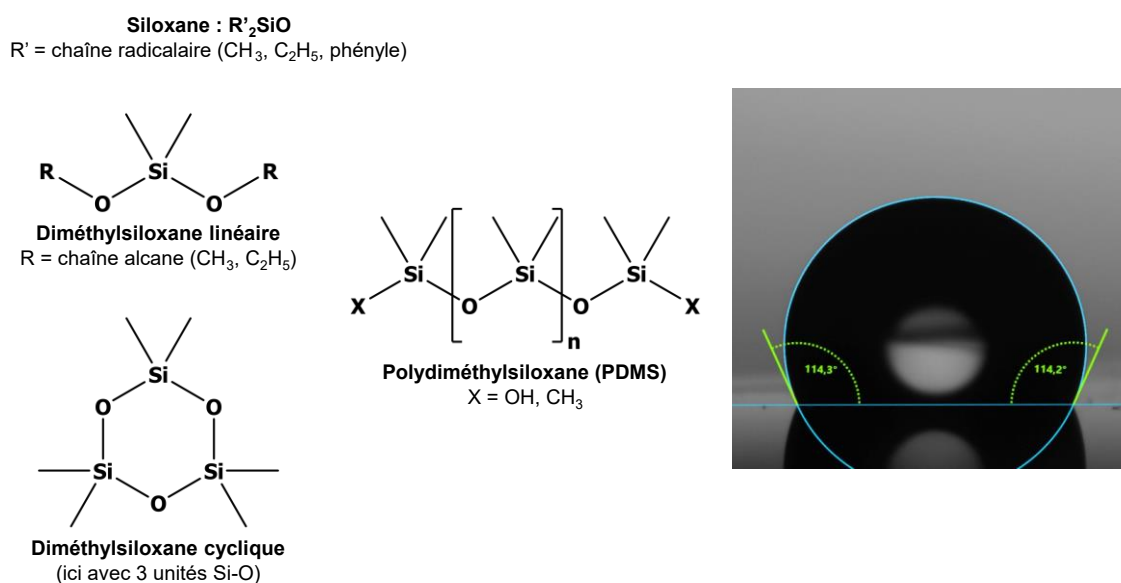 Siloxane : R'₂SiO
R' = chaîne radicalaire (CH₃, C₂H₅, phényle)
Si
R
R
O
O
Diméthylsiloxane linéaire
R = chaîne alcane (CH₃, C₂H₅)
Si
O
O
Si
Si
O
Diméthylsiloxane cyclique
(ici avec 3 unités Si-O)
Si
Si
Si
X
O
O
X
n
Polydiméthylsiloxane (PDMS)
X = OH, CH₃
114,3°
114,2°